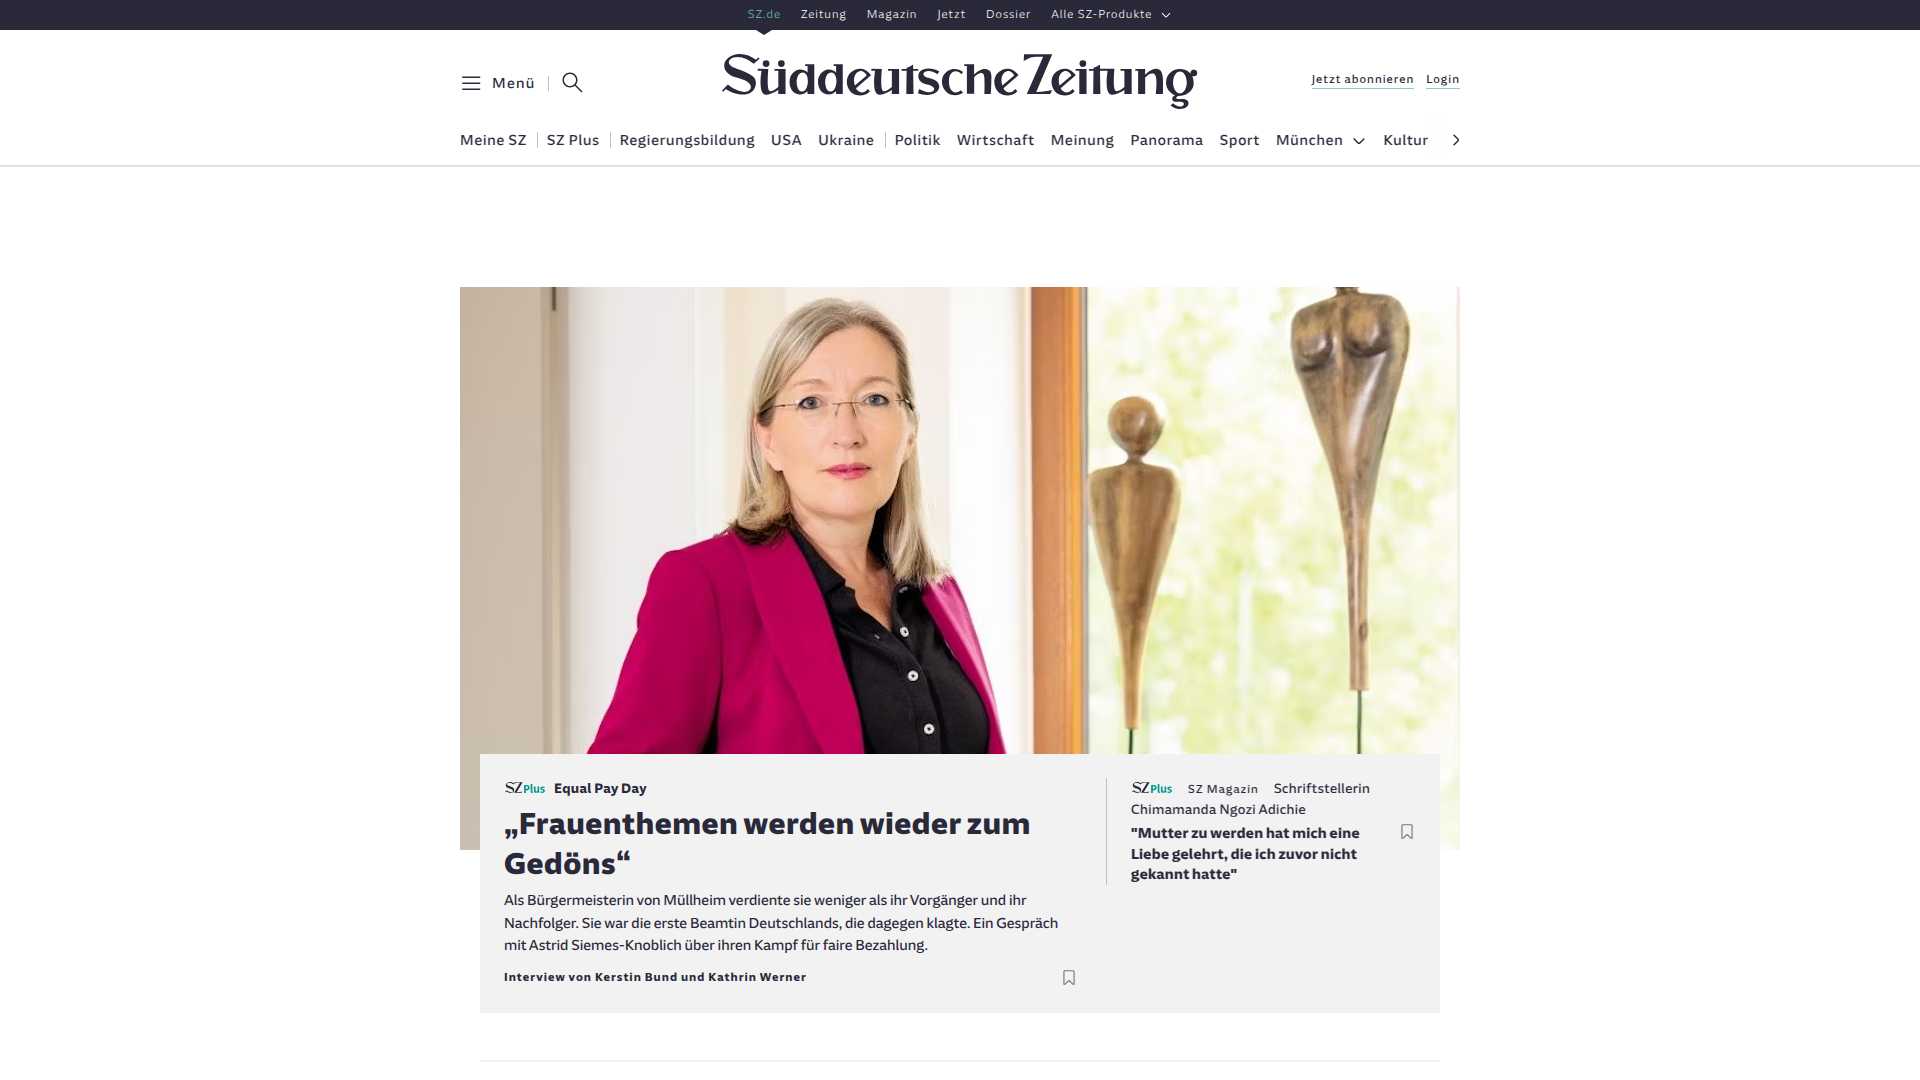 SZ.de Zeitung Magazin Jetzt Dossier Alle SZ-Produkte
Menü
Süddeutsche Zeitung
Jetzt abonnieren Login
Meine SZ SZ Plus Regierungsbildung USA Ukraine Politik Wirtschaft Meinung Panorama Sport München Kultur
SZ Plus Equal Pay Day
„Frauenthemen werden wieder zum
Gedöns“
Als Bürgermeisterin von Müllheim verdiente sie weniger als ihr Vorgänger und ihr
Nachfolger. Sie war die erste Beamtin Deutschlands, die dagegen klagte. Ein Gespräch
mit Astrid Siemes-Knoblich über ihren Kampf für faire Bezahlung.
Interview von Kerstin Bund und Kathrin Werner
SZ Plus SZ Magazin Schriftstellerin
Chimamanda Ngozi Adichie
"Mutter zu werden hat mich eine
Liebe gelehrt, die ich zuvor nicht
gekannt hatte"